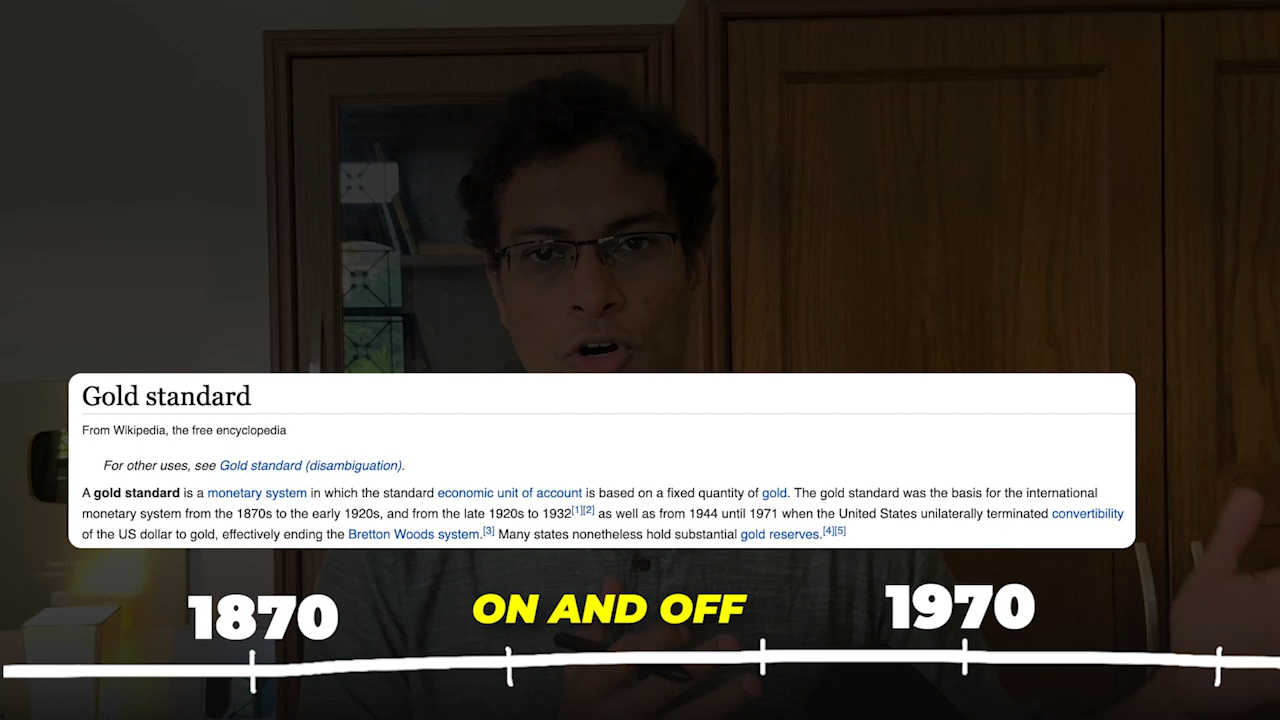 Gold standard
From Wikipedia, the free encyclopedia
For other uses, see Gold standard (disambiguation).
A gold standard is a monetary system in which the standard economic unit of account is based on a fixed quantity of gold. The gold standard was the basis for the international
monetary system from the 1870s to the early 1920s, and from the late 1920s to 1932[1][2] as well as from 1944 until 1971 when the United States unilaterally terminated convertibility
of the US dollar to gold, effectively ending the Bretton Woods system.[3] Many states nonetheless hold substantial gold reserves.[4][5]
1870 ON AND OFF 1970